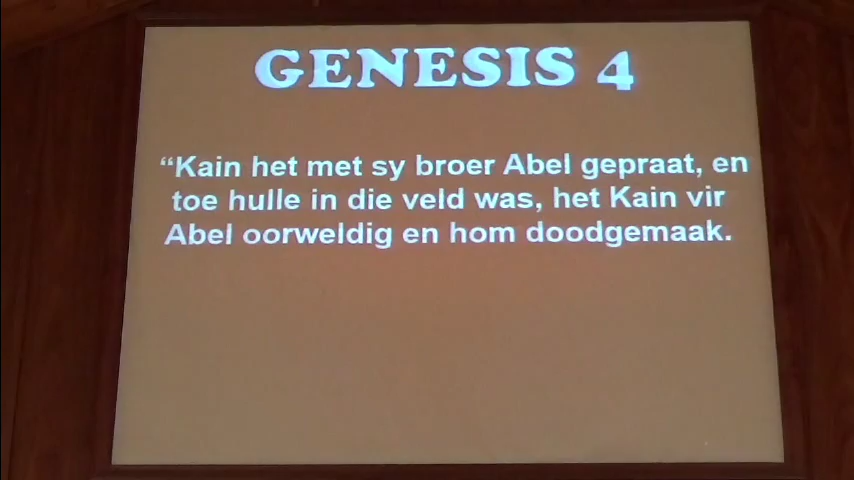 GENESIS 4
“Kain het met sy broer Abel gepraat, en
toe hulle in die veld was, het Kain vir
Abel oorweldig en hom doodgemaak.